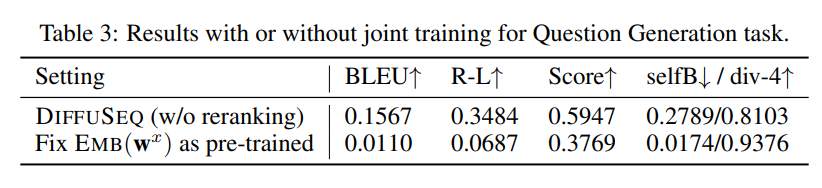 Table 3: Results with or without joint training for Question Generation task.
Setting BLEU↑ R-L↑ Score↑ selfB↓ / div-4↑
DIFFUSEQ (w/o reranking) 0.1567 0.3484 0.5947 0.2789/0.8103
Fix EMB(wˣ) as pre-trained 0.0110 0.0687 0.3769 0.0174/0.9376